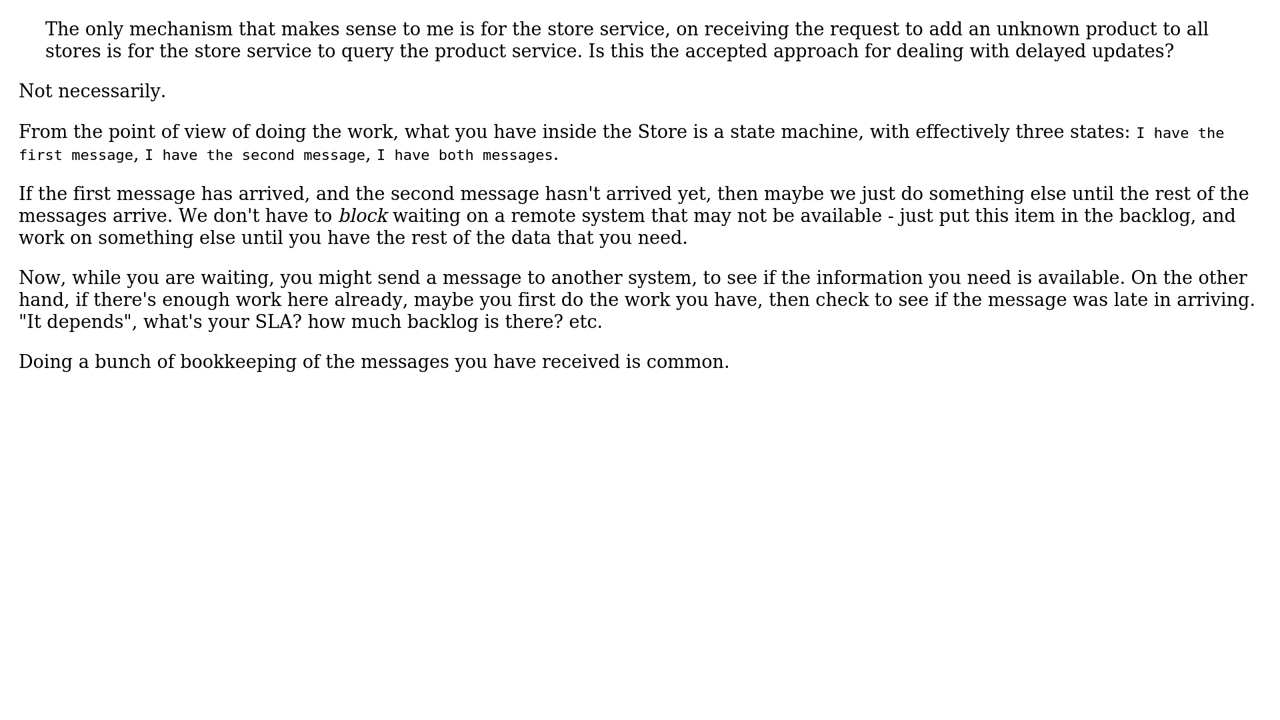 The only mechanism that makes sense to me is for the store service, on receiving the request to add an unknown product to all
stores is for the store service to query the product service. Is this the accepted approach for dealing with delayed updates?
Not necessarily.
From the point of view of doing the work, what you have inside the Store is a state machine, with effectively three states: I have the
first message, I have the second message, I have both messages.
If the first message has arrived, and the second message hasn't arrived yet, then maybe we just do something else until the rest of the
messages arrive. We don't have to block waiting on a remote system that may not be available - just put this item in the backlog, and
work on something else until you have the rest of the data that you need.
Now, while you are waiting, you might send a message to another system, to see if the information you need is available. On the other
hand, if there's enough work here already, maybe you first do the work you have, then check to see if the message was late in arriving.
"It depends", what's your SLA? how much backlog is there? etc.
Doing a bunch of bookkeeping of the messages you have received is common.